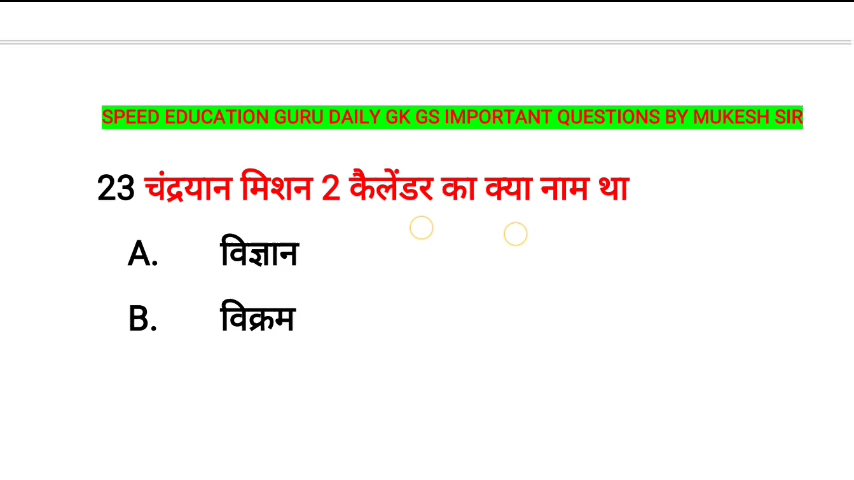 SPEED EDUCATION GURU DAILY GK GS IMPORTANT QUESTIONS BY MUKESH SIR
23 चंद्रयान मिशन 2 कैलेंडर का क्या नाम था
A. विज्ञान
B. विक्रम